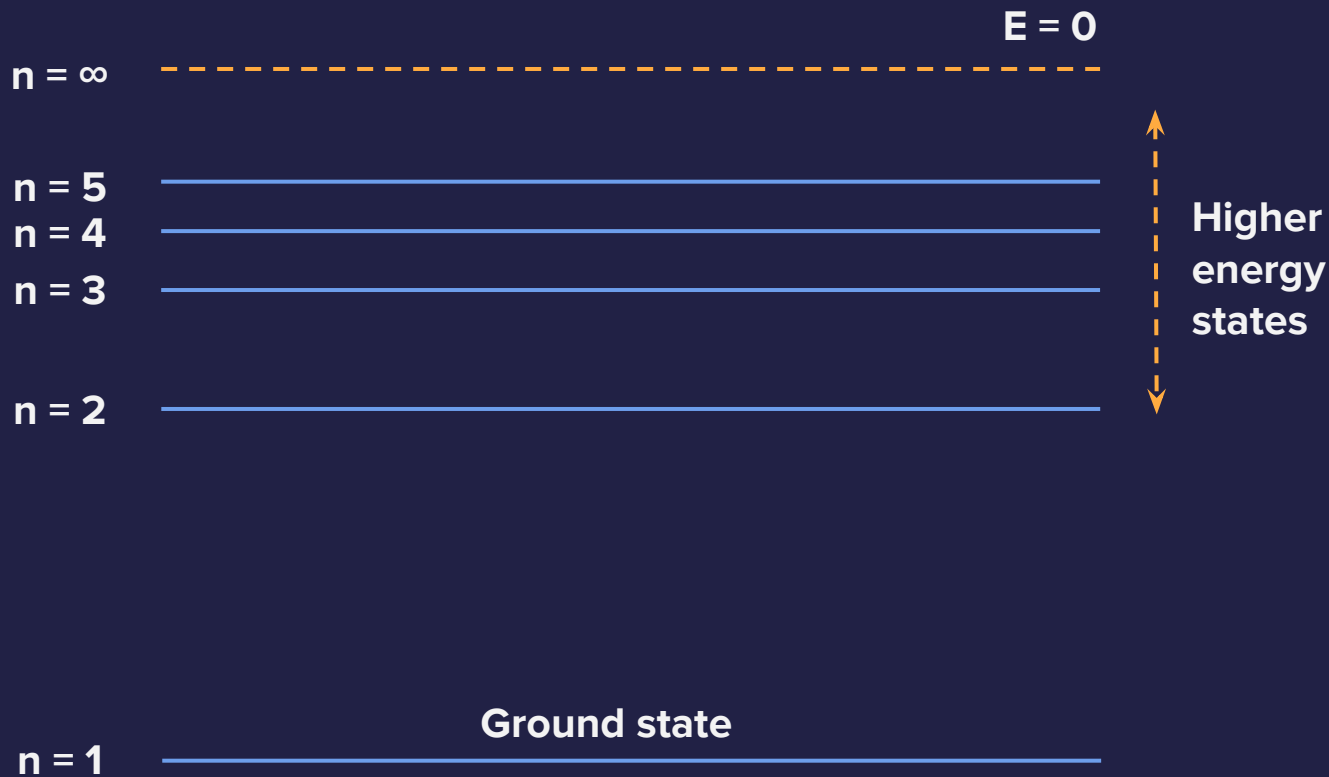 E = 0
n = ∞
n = 5
n = 4
n = 3
n = 2
Higher
energy
states
Ground state
n = 1